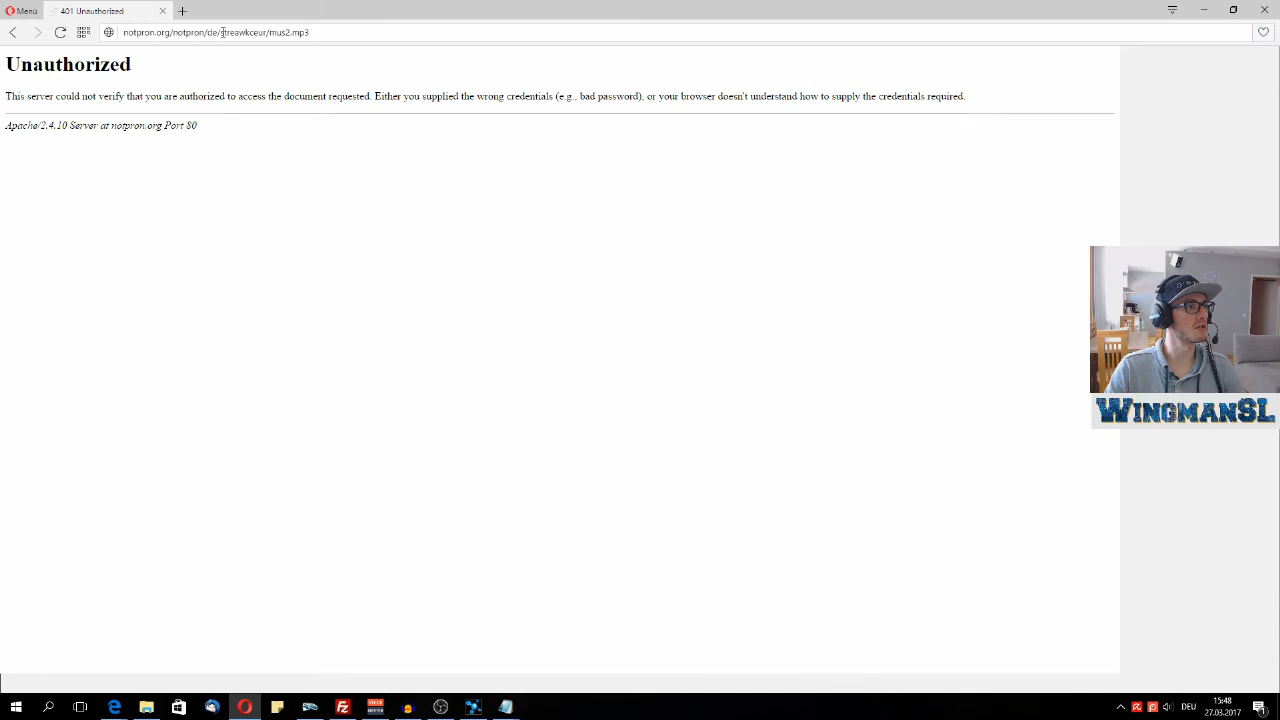 Menü
401 Unauthorized
notpron.org/notpron/de/streawkceur/mus2.mp3
Unauthorized
This server could not verify that you are authorized to access the document requested. Either you supplied the wrong credentials (e.g., bad password), or your browser doesn't understand how to supply the credentials required.
Apache/2.4.10 Server at notpron.org Port 80
WINGMANSL
DEU
15:48
27.03.2017